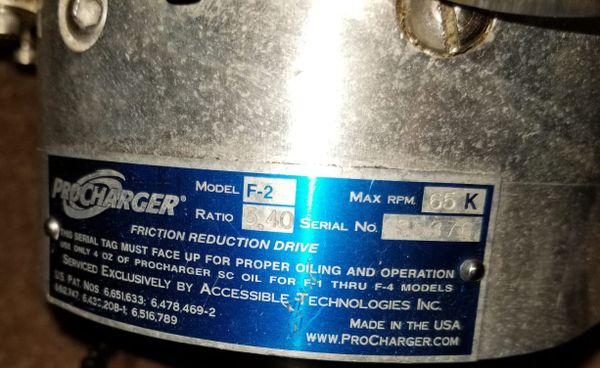 PROCHARGER®
MODEL F-2 MAX RPM 65 K
RATIO 5.40 SERIAL NO.
FRICTION REDUCTION DRIVE
THIS SERIAL TAG MUST FACE UP FOR PROPER OILING AND OPERATION
USE ONLY 4 OZ OF PROCHARGER SC OIL FOR F-1 THRU F-4 MODELS
SERVICED EXCLUSIVELY BY ACCESSIBLE TECHNOLOGIES INC.
U.S. PAT. NOS. 6,651,633; 6,478,469-2
6,516,789
MADE IN THE USA
WWW.PROCHARGER.COM